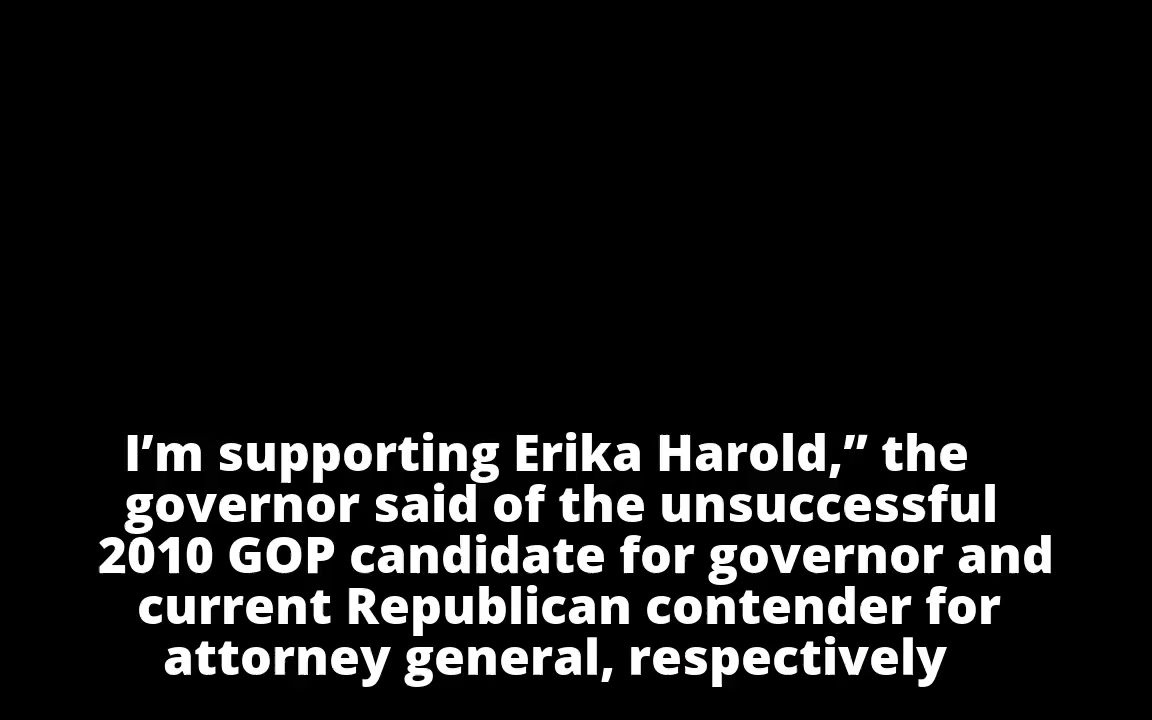 I’m supporting Erika Harold,” the
governor said of the unsuccessful
2010 GOP candidate for governor and
current Republican contender for
attorney general, respectively